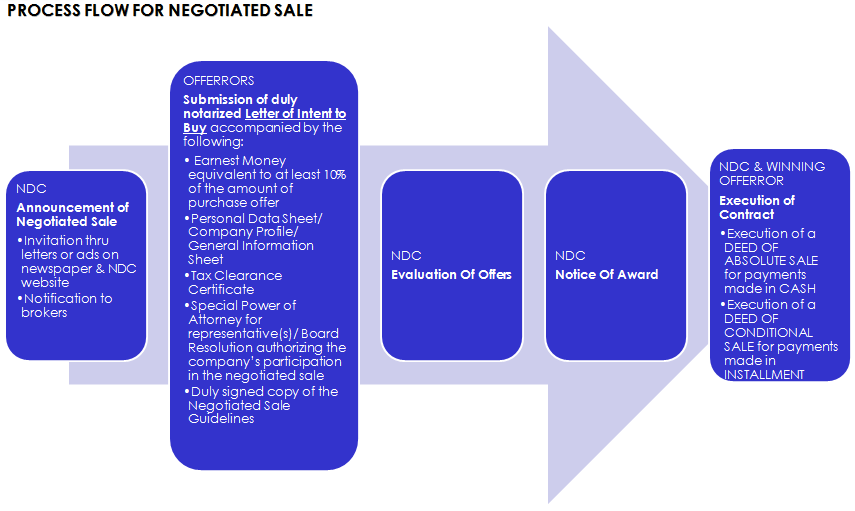 PROCESS FLOW FOR NEGOTIATED SALE
NDC
Announcement of
Negotiated Sale
•Invitation thru
letters or ads on
newspaper & NDC
website
•Notification to
brokers
OFFERRORS
Submission of duly
notarized Letter of Intent to
Buy accompanied by the
following:
• Earnest Money
equivalent to at least 10%
of the amount of
purchase offer
•Personal Data Sheet/
Company Profile/
General Information
Sheet
•Tax Clearance
Certificate
•Special Power of
Attorney for
representative(s)/ Board
Resolution authorizing the
company's participation
in the negotiated sale
•Duly signed copy of the
Negotiated Sale
Guidelines
NDC
Evaluation Of Offers
NDC
Notice Of Award
NDC & WINNING
OFFERROR
Execution of
Contract
•Execution of a
DEED OF
ABSOLUTE SALE
for payments
made in CASH
•Execution of a
DEED OF
CONDITIONAL
SALE for payments
made in
INSTALLMENT